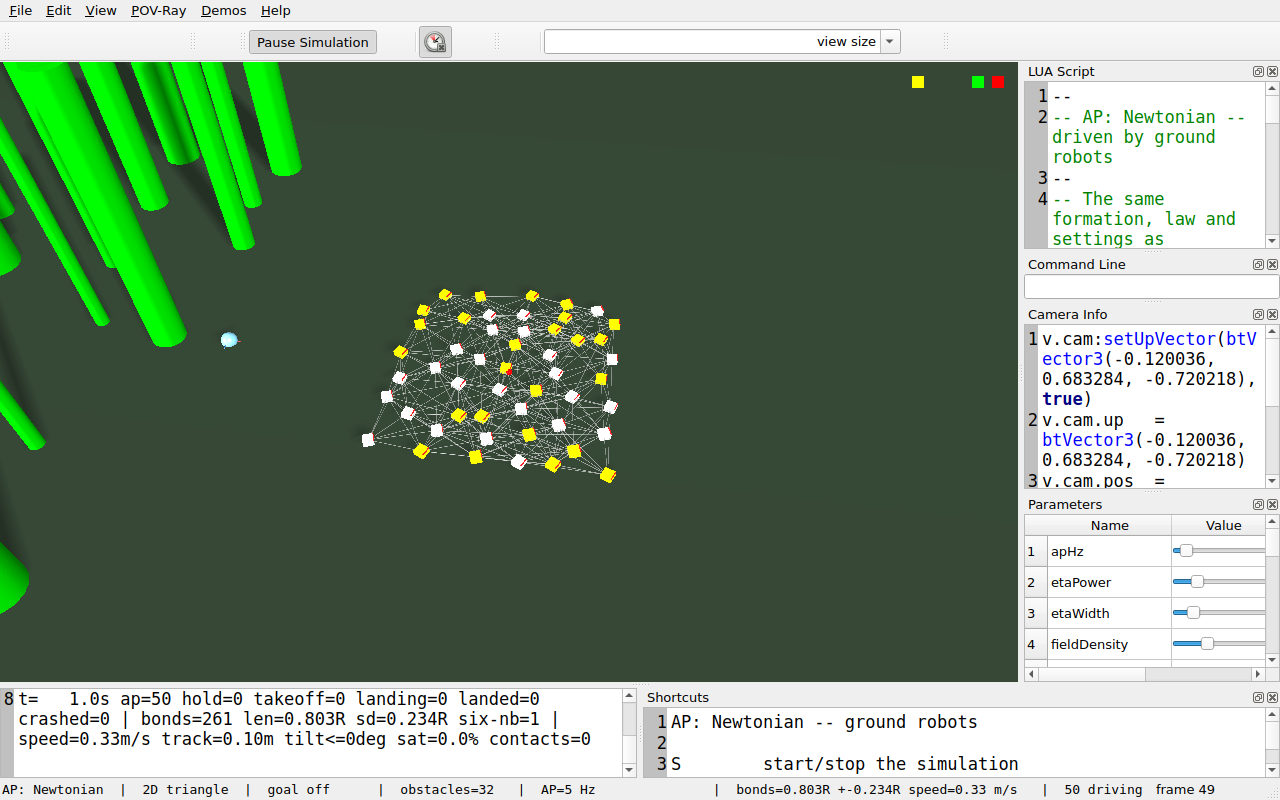 File Edit View POV-Ray Demos Help
Pause Simulation
view size
LUA Script
1 --
2 -- AP: Newtonian --
driven by ground
robots
3 --
4 -- The same
formation, law and
settings as
Command Line
Camera Info
1 v.cam:setUpVector(btV
ector3(-0.120036,
0.683284, -0.720218),
true)
2 v.cam.up   =
btVector3(-0.120036,
0.683284, -0.720218)
3 v.cam.pos  =
Parameters
Name Value
1 apHz
2 etaPower
3 etaWidth
4 fieldDensity
8 t=   1.0s ap=50 hold=0 takeoff=0 landing=0 landed=0
crashed=0 | bonds=261 len=0.803R sd=0.234R six-nb=1 |
speed=0.33m/s track=0.10m tilt<=0deg sat=0.0% contacts=0
Shortcuts
1 AP: Newtonian -- ground robots
2
3 S        start/stop the simulation
AP: Newtonian  |  2D triangle  |  goal off      |  obstacles=32   |  AP=5 Hz               |  bonds=0.803R +-0.234R speed=0.33 m/s   |  50 driving  frame 49